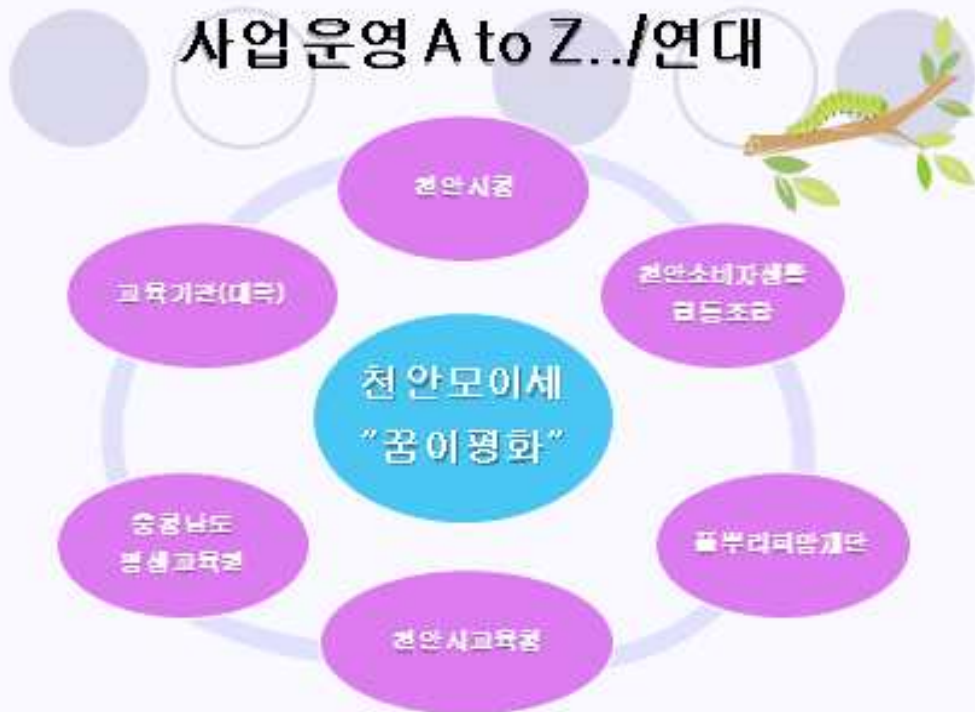 사업운영 A to Z../연대
천안시청
천안소비자생활
협동조합
풀뿌리희망재단
천안시교육청
충청남도
평생교육원
교육기관(대학)
천안모이세
"꿈이평화"